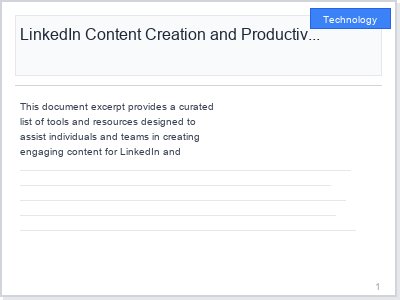 Technology
LinkedIn Content Creation and Productiv...
This document excerpt provides a curated
list of tools and resources designed to
assist individuals and teams in creating
engaging content for LinkedIn and
1